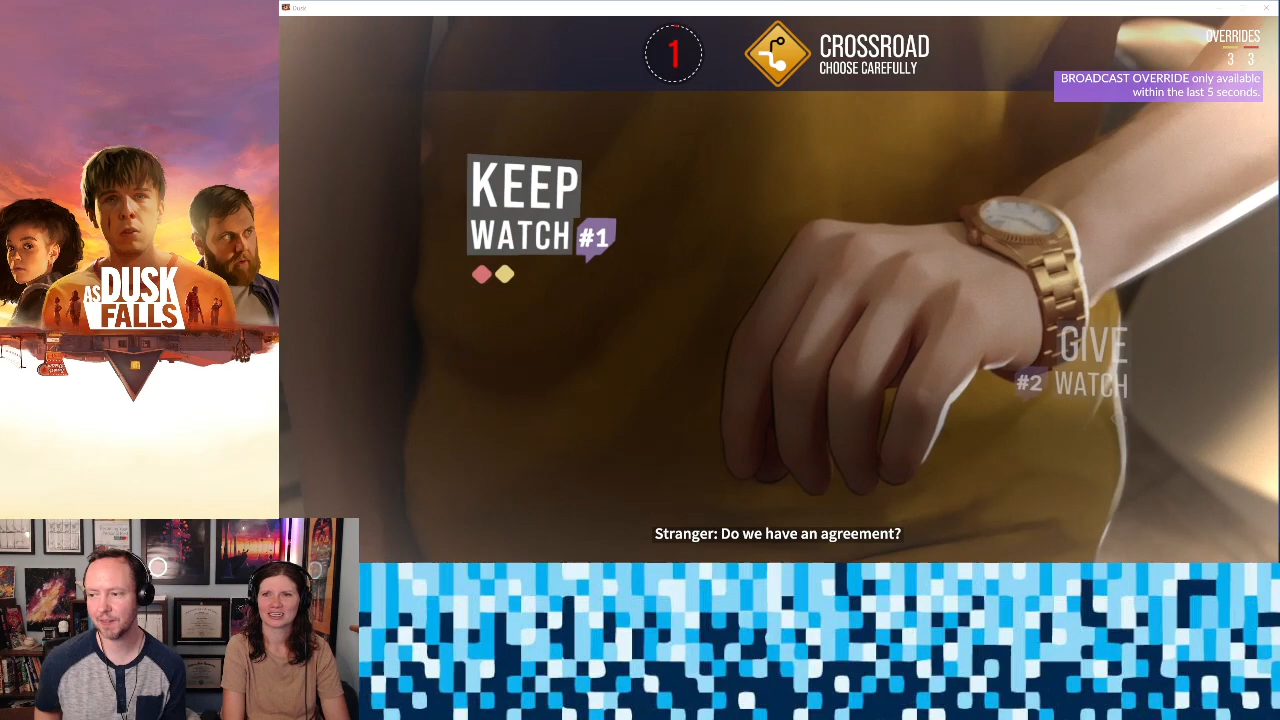 Dusk
1
CROSSROAD
CHOOSE CAREFULLY
OVERRIDES
3 3
BROADCAST OVERRIDE only available
within the last 5 seconds.
KEEP
WATCH #1
GIVE
#2 WATCH
AS DUSK
FALLS
Stranger: Do we have an agreement?